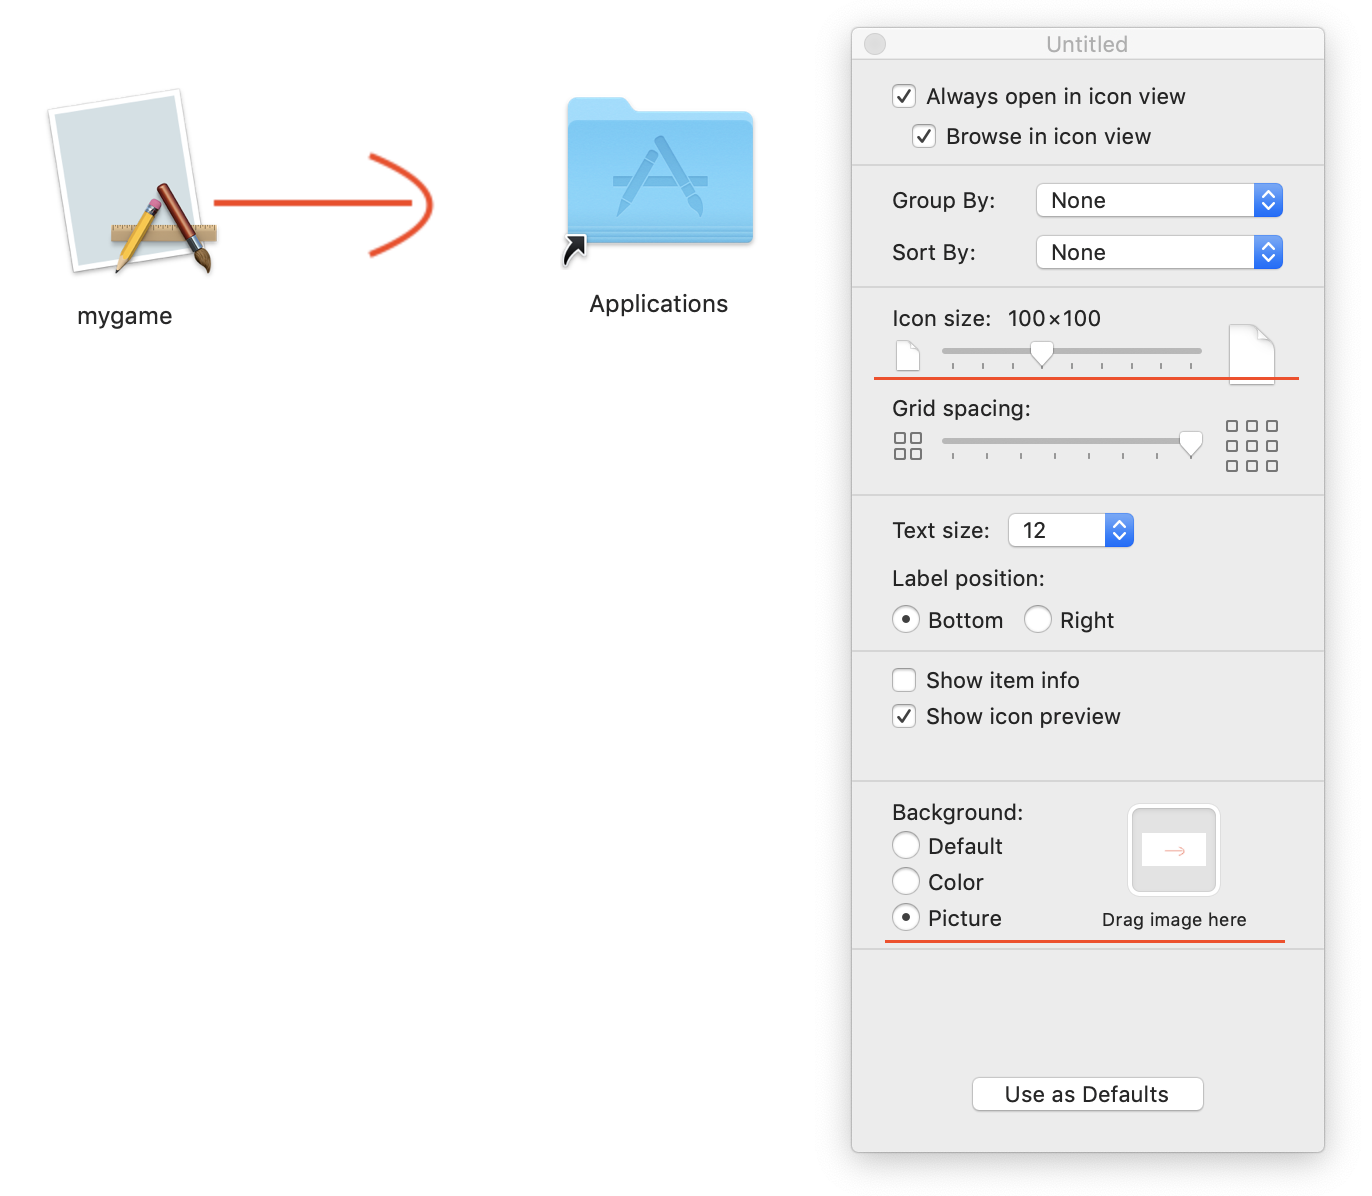 mygame
Applications
Untitled
Always open in icon view
Browse in icon view
Group By: None
Sort By: None
Icon size: 100×100
Grid spacing:
Text size: 12
Label position:
Bottom Right
Show item info
Show icon preview
Background:
Default
Color
Picture Drag image here
Use as Defaults